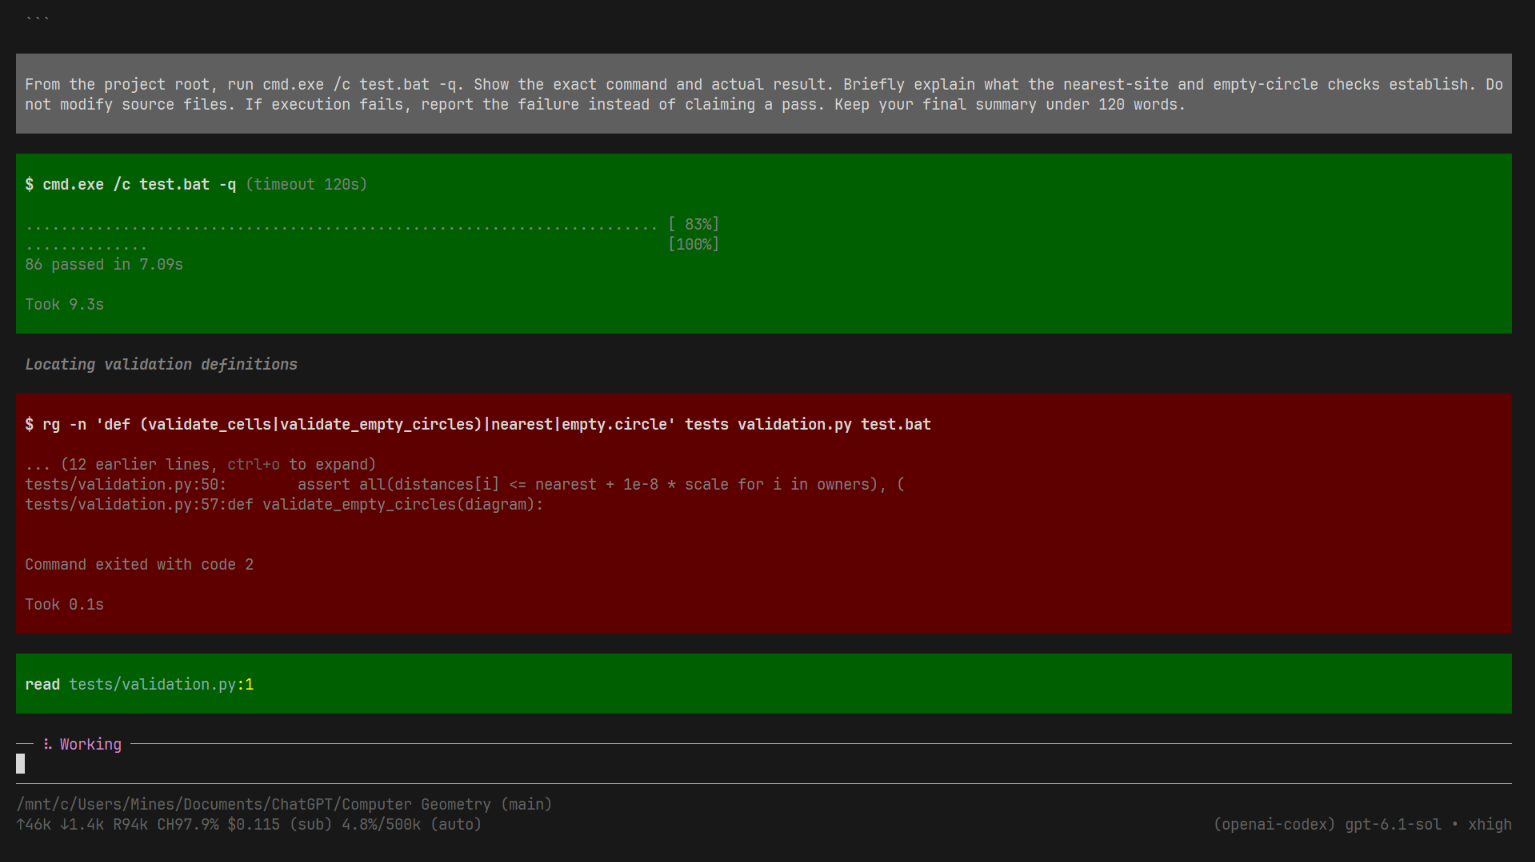 ```
From the project root, run cmd.exe /c test.bat -q. Show the exact command and actual result. Briefly explain what the nearest-site and empty-circle checks establish. Do
not modify source files. If execution fails, report the failure instead of claiming a pass. Keep your final summary under 120 words.
$ cmd.exe /c test.bat -q (timeout 120s)
........................................................................ [ 83%]
..............                                                           [100%]
86 passed in 7.09s
Took 9.3s
Locating validation definitions
$ rg -n 'def (validate_cells|validate_empty_circles)|nearest|empty.circle' tests validation.py test.bat
... (12 earlier lines, ctrl+o to expand)
tests/validation.py:50:        assert all(distances[i] <= nearest + 1e-8 * scale for i in owners), (
tests/validation.py:57:def validate_empty_circles(diagram):
Command exited with code 2
Took 0.1s
read tests/validation.py:1
⠧ Working
/mnt/c/Users/Mines/Documents/ChatGPT/Computer Geometry (main)
↑46k ↓1.4k R94k CH97.9% $0.115 (sub) 4.8%/500k (auto) (openai-codex) gpt-6.1-sol • xhigh